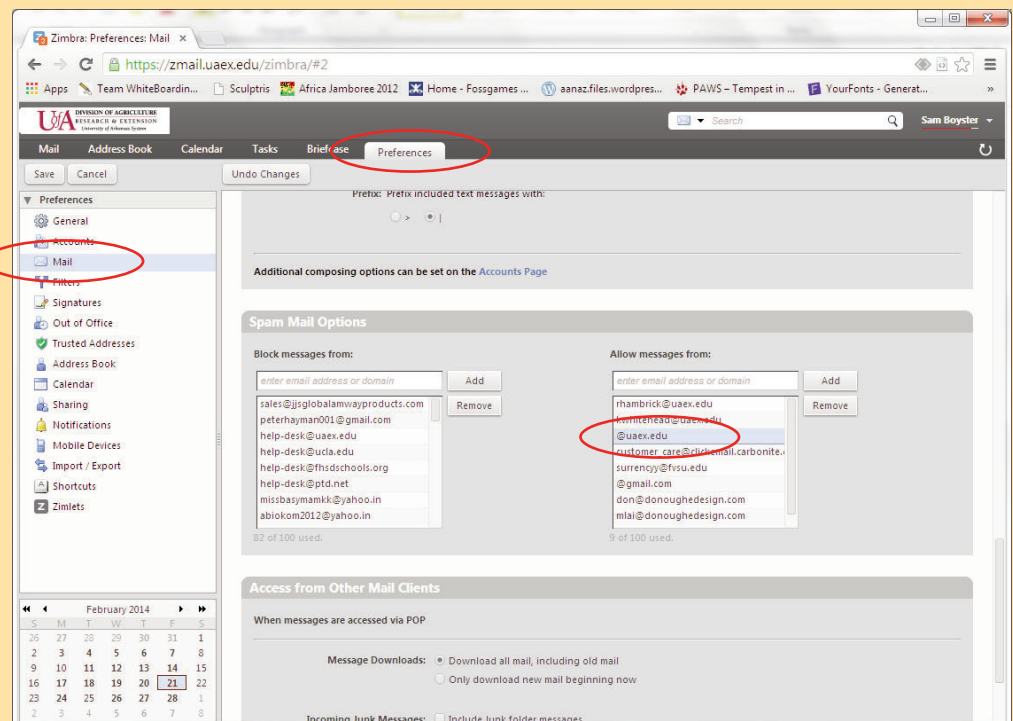 Zimbra: Preferences: Mail ×
https://zmail.uaex.edu/zimbra/#2
Apps Team WhiteBoardin... Sculptris Africa Jamboree 2012 Home - Fossgames ... aanaz.files.wordpres... PAWS – Tempest in ... YourFonts - Generat... »
UofA DIVISION OF AGRICULTURE
RESEARCH & EXTENSION
University of Arkansas System
Search
Sam Boyster
Mail Address Book Calendar Tasks Briefcase Preferences
Save Cancel Undo Changes
Preferences
General
Accounts
Mail
Filters
Signatures
Out of Office
Trusted Addresses
Address Book
Calendar
Sharing
Notifications
Mobile Devices
Import / Export
Shortcuts
Z Zimlets
February 2014
S M T W T F S
26 27 28 29 30 31 1
2 3 4 5 6 7 8
9 10 11 12 13 14 15
16 17 18 19 20 21 22
23 24 25 26 27 28 1
2 3 4 5 6 7 8
Prefix: Prefix included text messages with:
> |
Additional composing options can be set on the Accounts Page
Spam Mail Options
Block messages from:
enter email address or domain Add
sales@jjsglobalamwayproducts.com Remove
peterhayman001@gmail.com
help-desk@uaex.edu
help-desk@ucla.edu
help-desk@fhsdschools.org
help-desk@ptd.net
missbasymamkk@yahoo.in
abiokom2012@yahoo.in
82 of 100 used.
Allow messages from:
enter email address or domain Add
rhambrick@uaex.edu Remove
kwhitehead@uaex.edu
@uaex.edu
customer_care@clickemail.carbonite.
surrencyy@fvsu.edu
@gmail.com
don@donoughedesign.com
mlai@donoughedesign.com
9 of 100 used.
Access from Other Mail Clients
When messages are accessed via POP
Message Downloads: Download all mail, including old mail
Only download new mail beginning now
Incoming Junk Messages: Include Junk folder messages